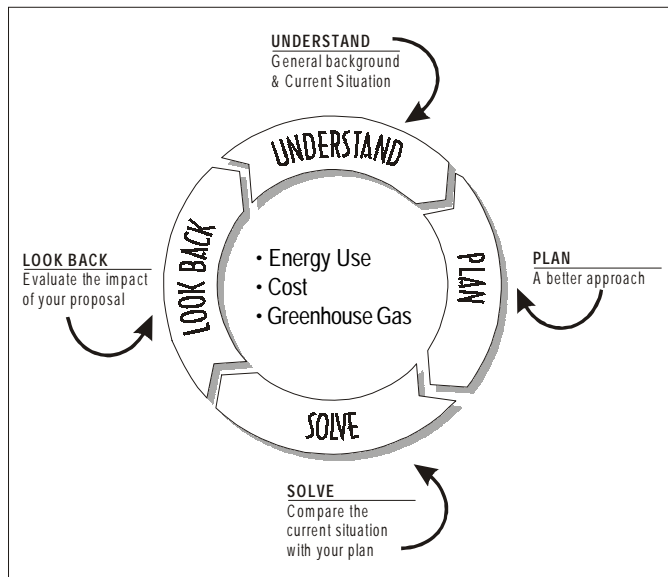 UNDERSTAND
General background
& Current Situation
UNDERSTAND
PLAN
PLAN
A better approach
SOLVE
SOLVE
Compare the
current situation
with your plan
LOOK BACK
LOOK BACK
Evaluate the impact
of your proposal
• Energy Use
• Cost
• Greenhouse Gas